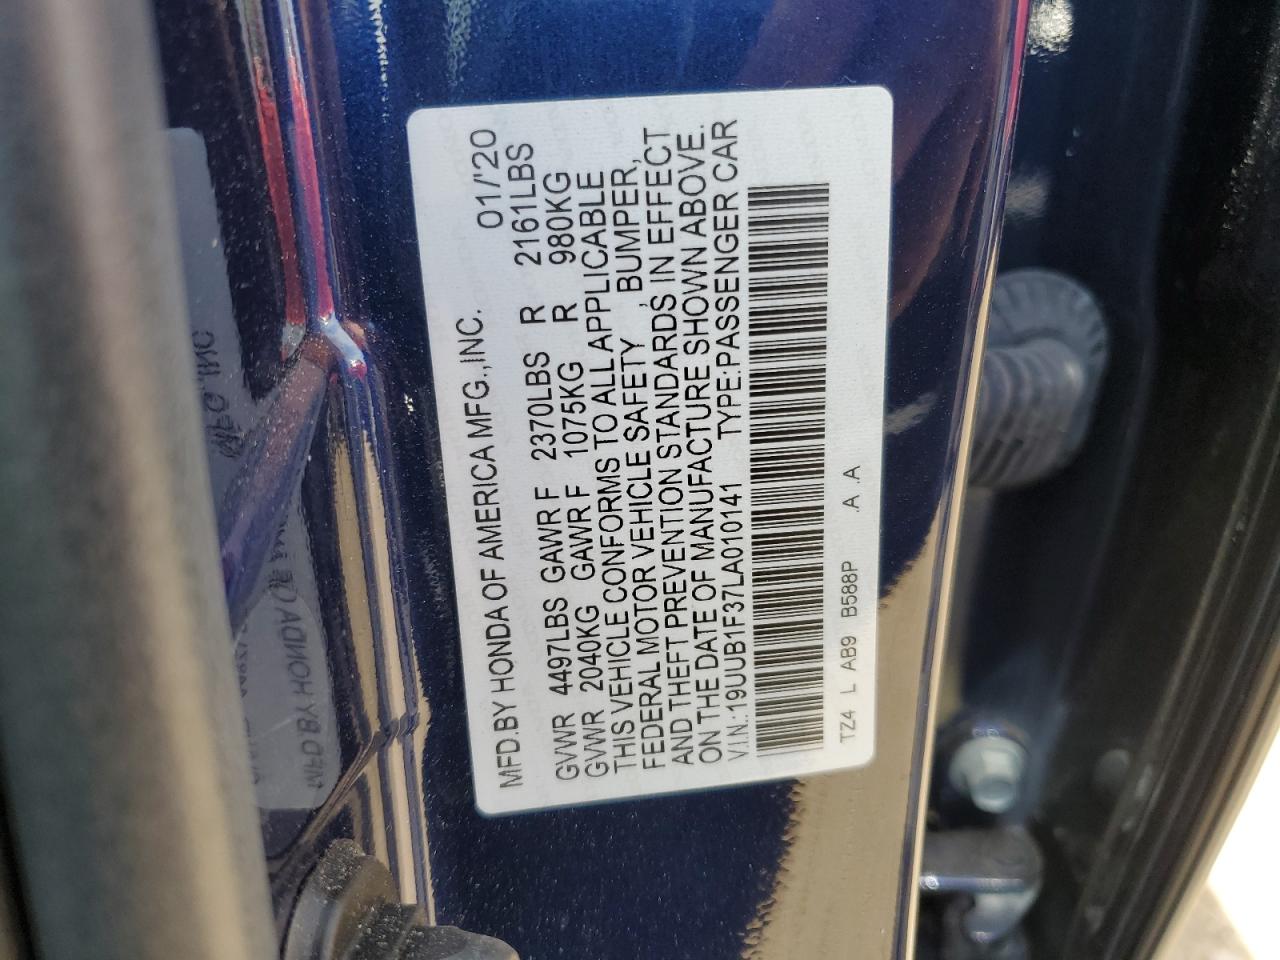 MFD.BY HONDA OF AMERICA MFG.,INC. 01/'20
GVWR 4497LBS GAWR F 2370LBS R 2161LBS
GVWR 2040KG GAWR F 1075KG R 980KG
THIS VEHICLE CONFORMS TO ALL APPLICABLE
FEDERAL MOTOR VEHICLE SAFETY , BUMPER,
AND THEFT PREVENTION STANDARDS, IN EFFECT
ON THE DATE OF MANUFACTURE SHOWN ABOVE.
V.I.N.:19UUB1F37LA010141 TYPE:PASSENGER CAR
TZ4 L AB9 B588P .A .A